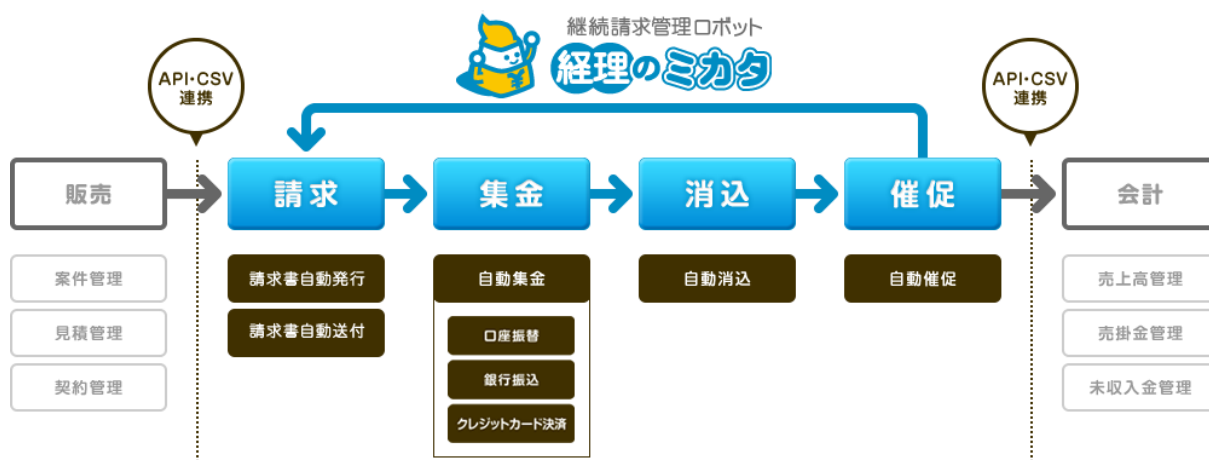 継続請求管理ロボット
経理のミカタ
API・CSV
連携
API・CSV
連携
販売
請求
集金
消込
催促
会計
案件管理
見積管理
契約管理
請求書自動発行
請求書自動送付
自動集金
口座振替
銀行振込
クレジットカード決済
自動消込
自動催促
売上高管理
売掛金管理
未収入金管理
¥